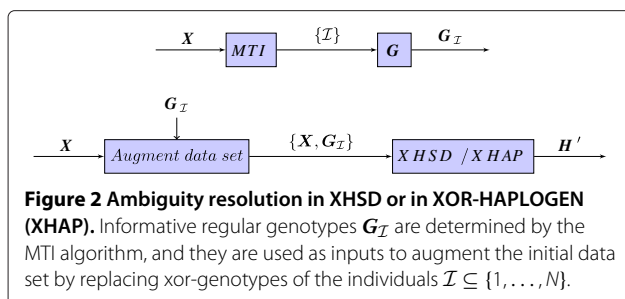 X MTI {ℐ} G G_ℐ
G_ℐ
X Augment data set {X, G_ℐ} XHSD /XHAP H'
Figure 2 Ambiguity resolution in XHSD or in XOR-HAPLOGEN
(XHAP). Informative regular genotypes G_ℐ are determined by the
MTI algorithm, and they are used as inputs to augment the initial data
set by replacing xor-genotypes of the individuals ℐ ⊆ {1, . . . , N}.